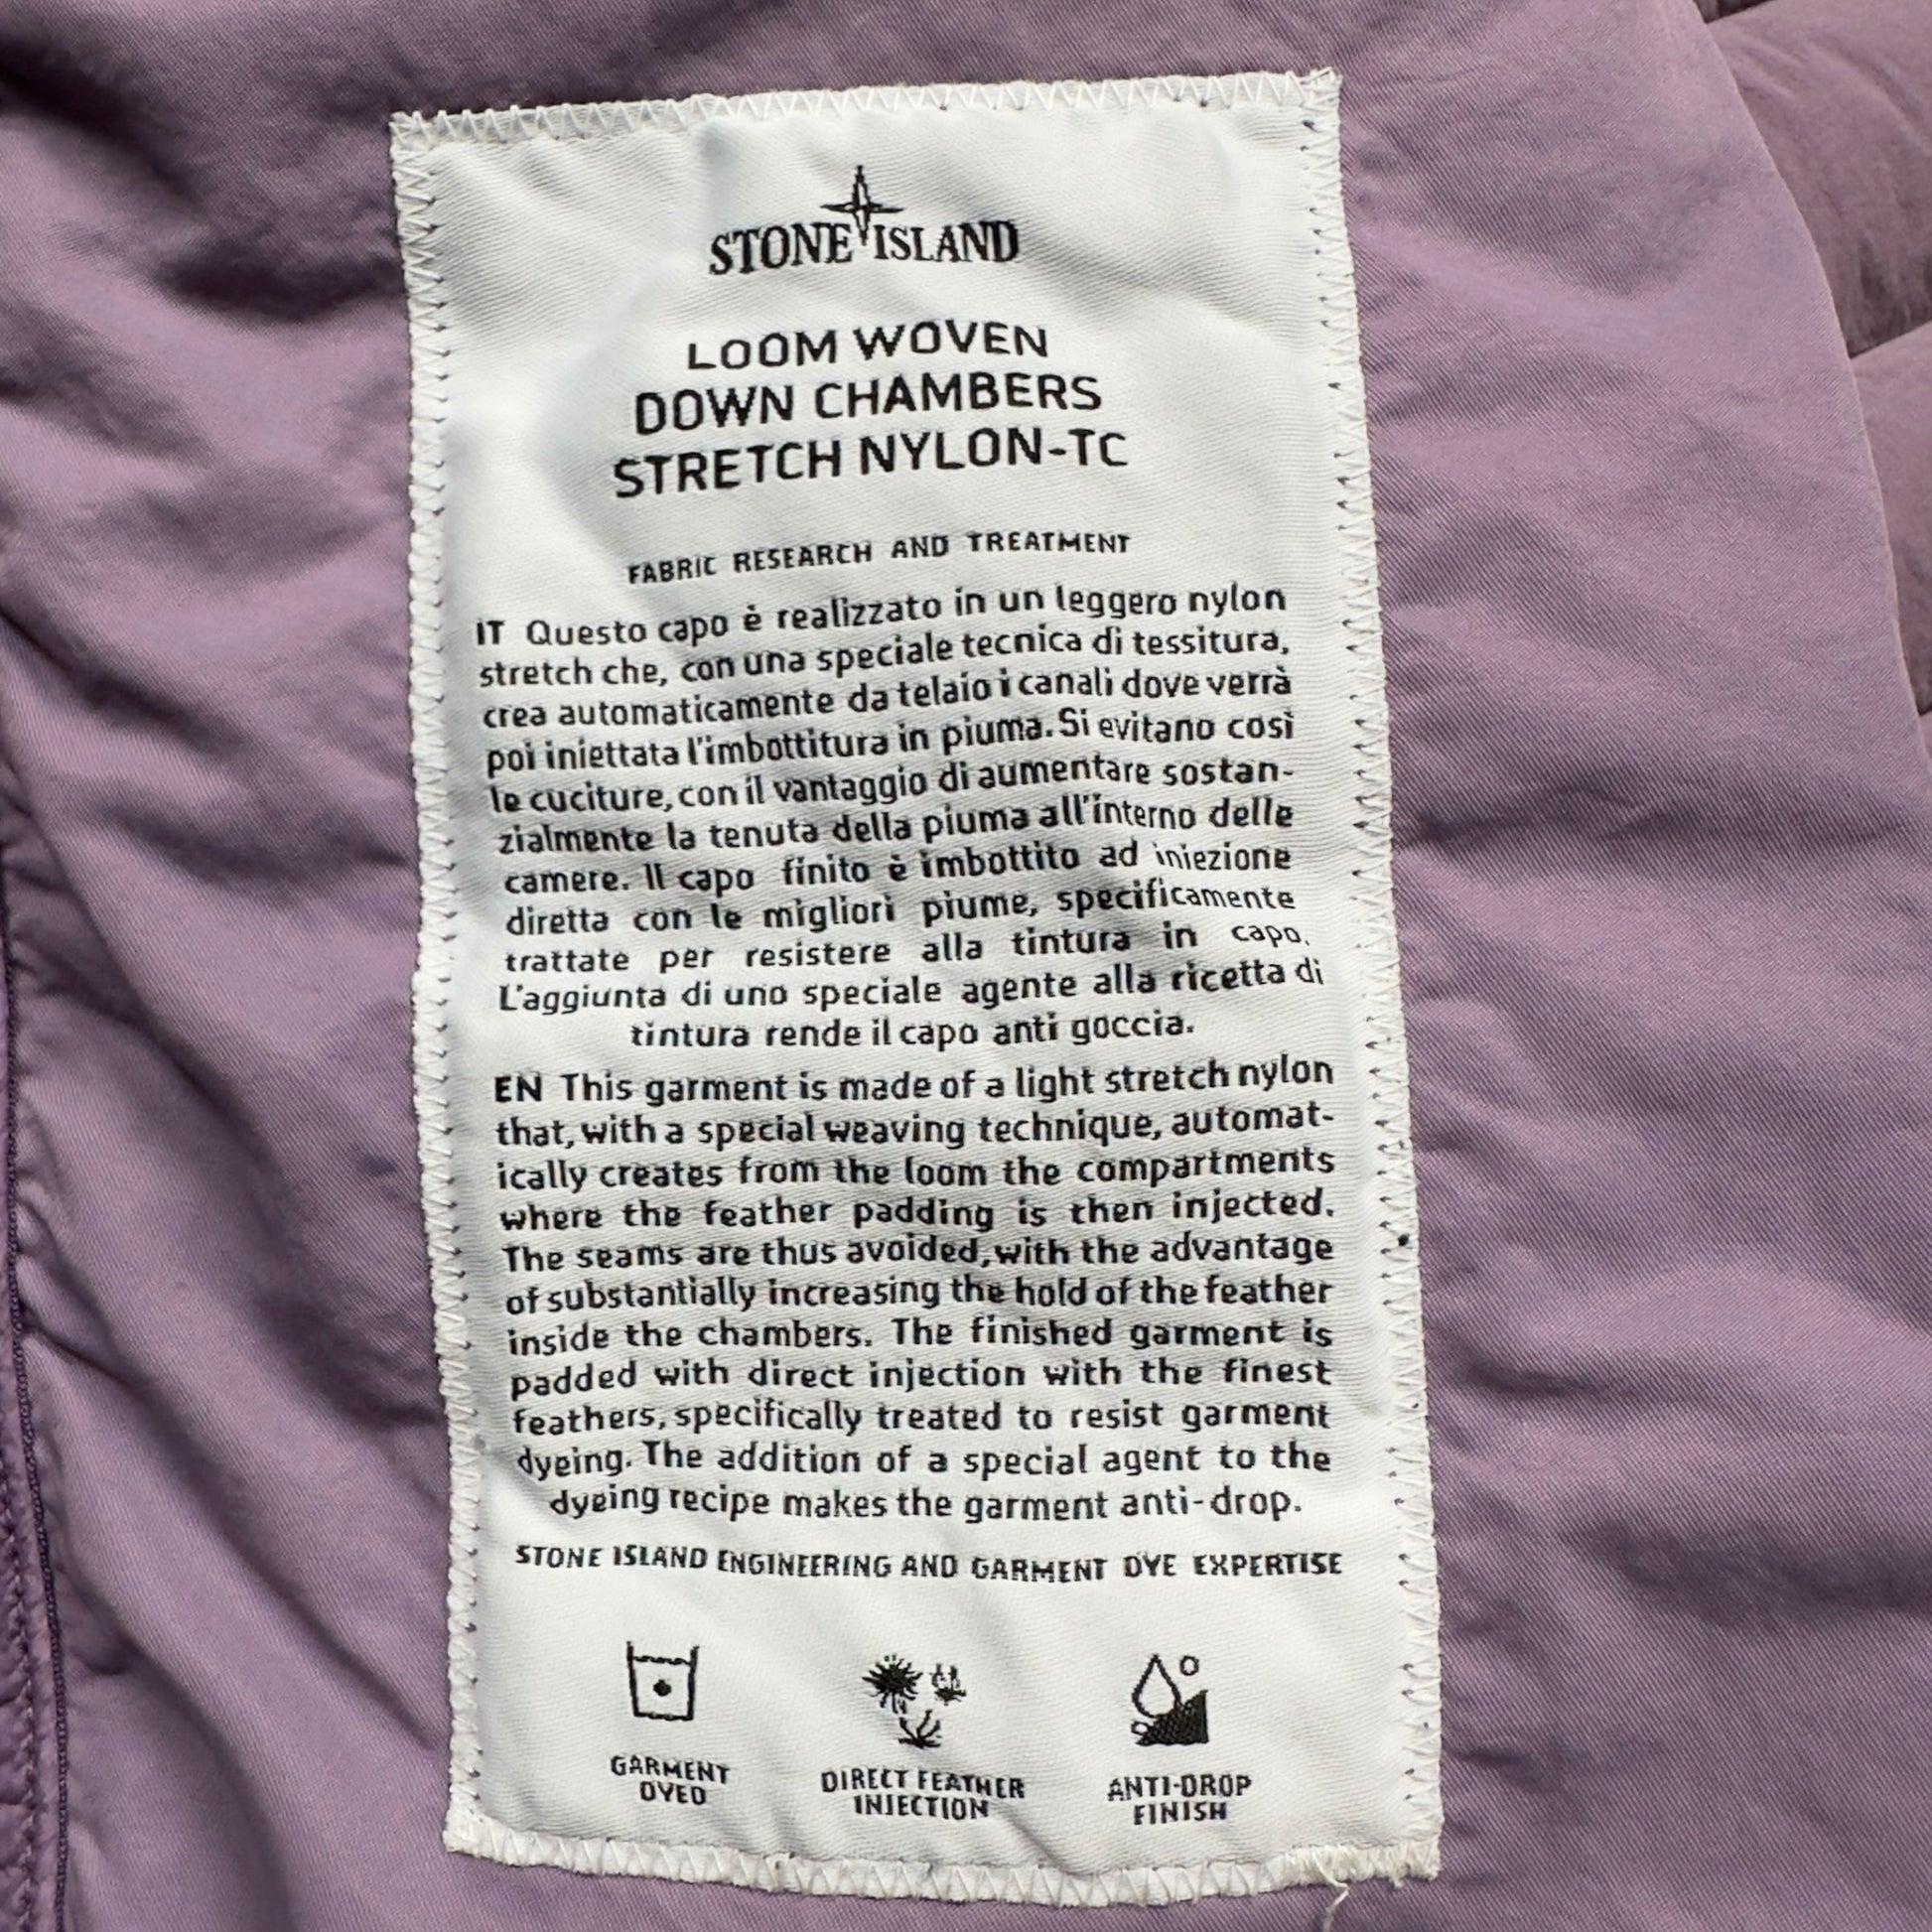 STONE ISLAND
LOOM WOVEN
DOWN CHAMBERS
STRETCH NYLON-TC
FABRIC RESEARCH AND TREATMENT
IT Questo capo è realizzato in un leggero nylon
stretch che, con una speciale tecnica di tessitura,
crea automaticamente da telaio i canali dove verrà
poi iniettata l'imbottitura in piuma. Si evitano così
le cuciture, con il vantaggio di aumentare sostan-
zialmente la tenuta della piuma all'interno delle
camere. Il capo finito è imbottito ad iniezione
diretta con le migliori piume, specificamente
trattate per resistere alla tintura in capo.
L'aggiunta di uno speciale agente alla ricetta di
tintura rende il capo anti goccia.
EN This garment is made of a light stretch nylon
that, with a special weaving technique, automat-
ically creates from the loom the compartments
where the feather padding is then injected.
The seams are thus avoided, with the advantage
of substantially increasing the hold of the feather
inside the chambers. The finished garment is
padded with direct injection with the finest
feathers, specifically treated to resist garment
dyeing. The addition of a special agent to the
dyeing recipe makes the garment anti-drop.
STONE ISLAND ENGINEERING AND GARMENT DYE EXPERTISE
GARMENT
DYED
DIRECT FEATHER
INJECTION
ANTI-DROP
FINISH